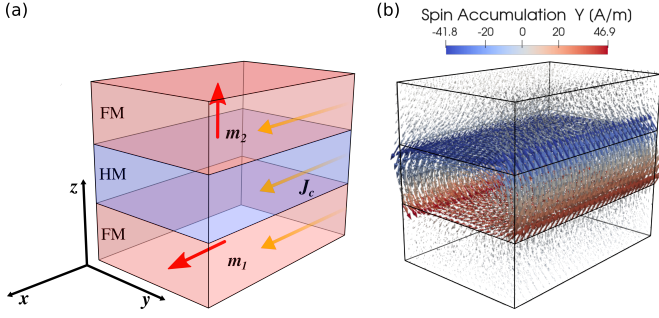 (a)
FM
m2
HM
z
Jc
FM
m1
x
y
(b)
Spin Accumulation Y (A/m)
-41.8 -20 0 20 46.9